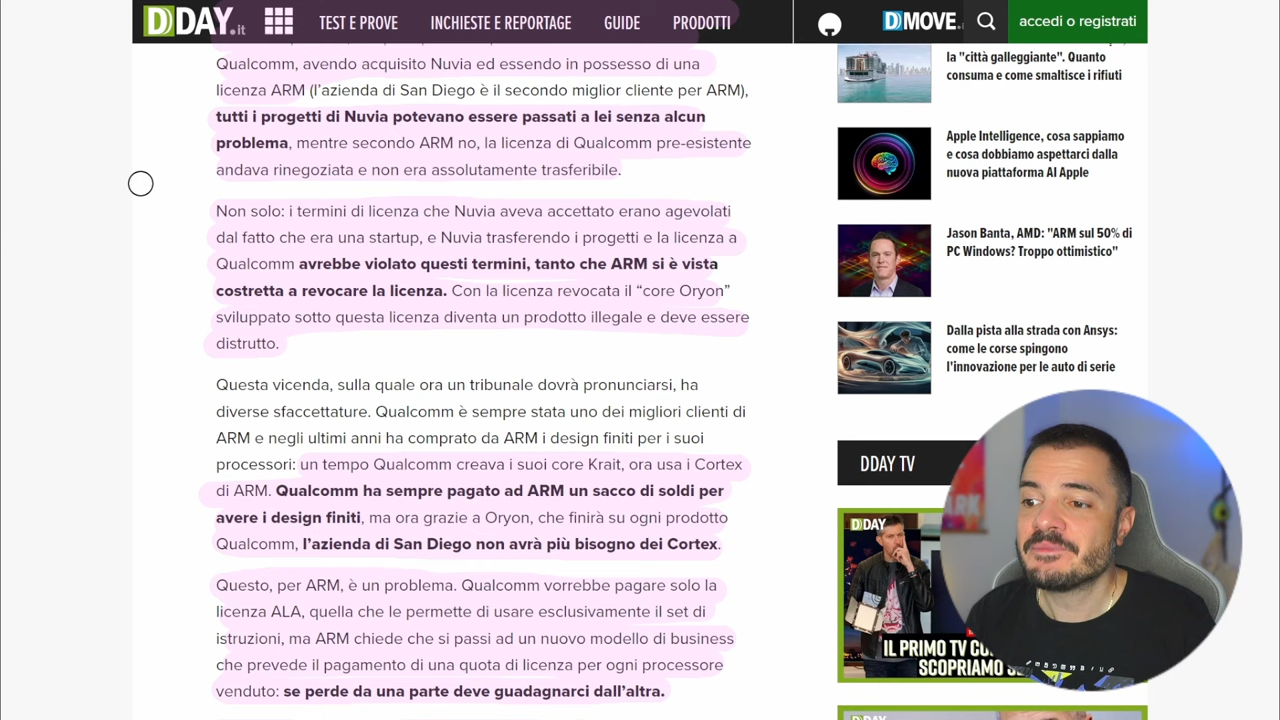 DDAY.it
TEST E PROVE
INCHIESTE E REPORTAGE
GUIDE
PRODOTTI
DMOVE.
accedi o registrati
Qualcomm, avendo acquisito Nuvia ed essendo in possesso di una
licenza ARM (l’azienda di San Diego è il secondo miglior cliente per ARM),
tutti i progetti di Nuvia potevano essere passati a lei senza alcun
problema, mentre secondo ARM no, la licenza di Qualcomm pre-esistente
andava rinegoziata e non era assolutamente trasferibile.
Non solo: i termini di licenza che Nuvia aveva accettato erano agevolati
dal fatto che era una startup, e Nuvia trasferendo i progetti e la licenza a
Qualcomm avrebbe violato questi termini, tanto che ARM si è vista
costretta a revocare la licenza. Con la licenza revocata il “core Oryon”
sviluppato sotto questa licenza diventa un prodotto illegale e deve essere
distrutto.
Questa vicenda, sulla quale ora un tribunale dovrà pronunciarsi, ha
diverse sfaccettature. Qualcomm è sempre stata uno dei migliori clienti di
ARM e negli ultimi anni ha comprato da ARM i design finiti per i suoi
processori: un tempo Qualcomm creava i suoi core Krait, ora usa i Cortex
di ARM. Qualcomm ha sempre pagato ad ARM un sacco di soldi per
avere i design finiti, ma ora grazie a Oryon, che finirà su ogni prodotto
Qualcomm, l’azienda di San Diego non avrà più bisogno dei Cortex.
Questo, per ARM, è un problema. Qualcomm vorrebbe pagare solo la
licenza ALA, quella che le permette di usare esclusivamente il set di
istruzioni, ma ARM chiede che si passi ad un nuovo modello di business
che prevede il pagamento di una quota di licenza per ogni processore
venduto: se perde da una parte deve guadagnarci dall’altra.
la "città galleggiante". Quanto
consuma e come smaltisce i rifiuti
Apple Intelligence, cosa sappiamo
e cosa dobbiamo aspettarci dalla
nuova piattaforma AI Apple
Jason Banta, AMD: "ARM sul 50% di
PC Windows? Troppo ottimistico"
Dalla pista alla strada con Ansys:
come le corse spingono
l'innovazione per le auto di serie
DDAY TV
DDAY
IL PRIMO TV
SCOPRIAMO
DDAY